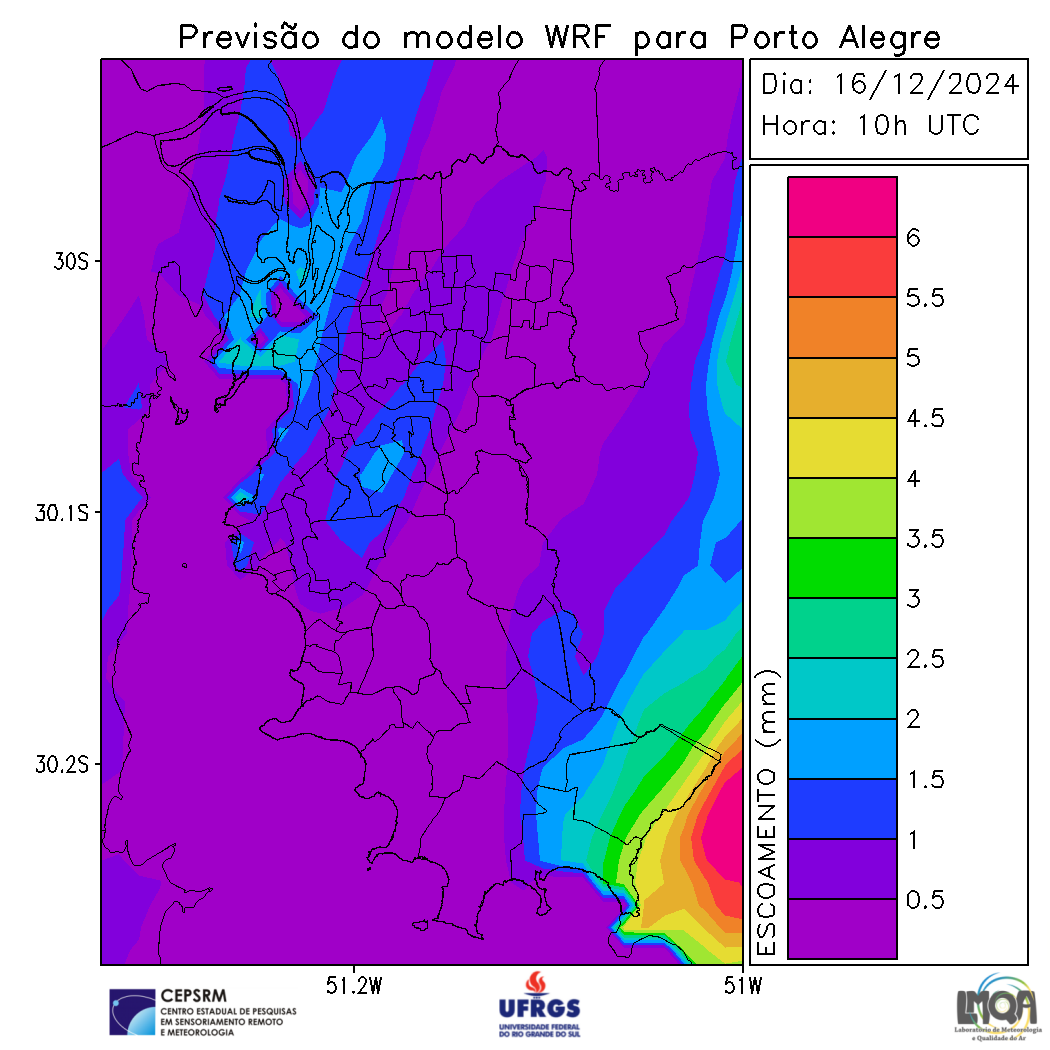 Previsão do modelo WRF para Porto Alegre
Dia: 16/12/2024
Hora: 10h UTC
30S
30.1S
30.2S
51.2W
51W
ESCOAMENTO (mm)
6
5.5
5
4.5
4
3.5
3
2.5
2
1.5
1
0.5
CEPSRM
CENTRO ESTADUAL DE PESQUISAS
EM SENSORIAMENTO REMOTO
E METEOROLOGIA
UFRGS
UNIVERSIDADE FEDERAL
DO RIO GRANDE DO SUL
LMQA
Laboratório de Meteorologia
e Qualidade do Ar